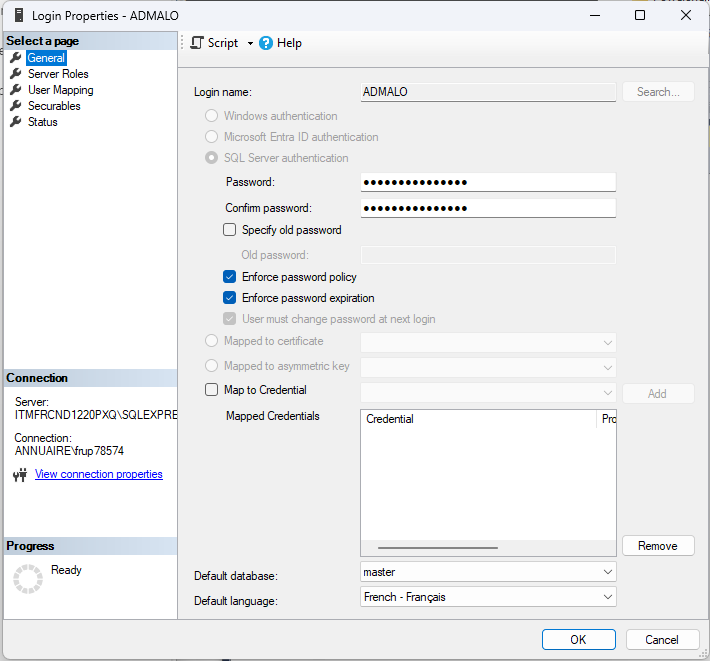 Login Properties - ADMALO
Select a page
General
Server Roles
User Mapping
Securables
Status
Connection
Server:
ITMFRCND1220PXQ\SQLEXPRE
Connection:
ANNUAIRE\frup78574
View connection properties
Progress
Ready
Script
Help
Login name:
ADMALO
Search...
Windows authentication
Microsoft Entra ID authentication
SQL Server authentication
Password:
●●●●●●●●●●●●●●●
Confirm password:
●●●●●●●●●●●●●●●
Specify old password
Old password:
Enforce password policy
Enforce password expiration
User must change password at next login
Mapped to certificate
Mapped to asymmetric key
Map to Credential
Add
Mapped Credentials
Credential
Pro
Remove
Default database:
master
Default language:
French - Français
OK
Cancel